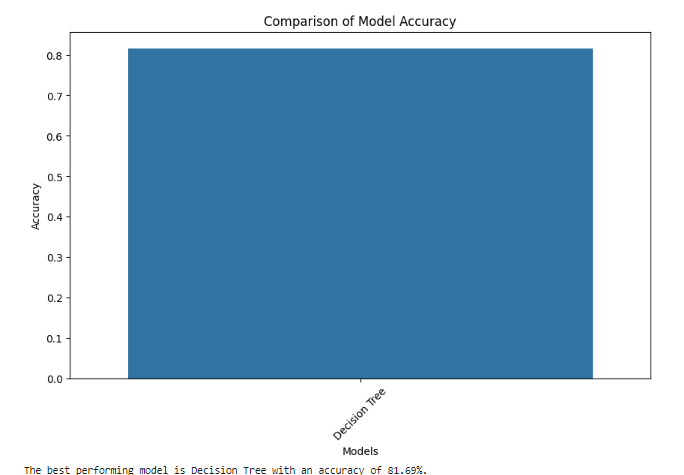 Comparison of Model Accuracy
0.8
0.7
0.6
0.5
0.4
0.3
0.2
0.1
0.0
Accuracy
Decision Tree
Models
The best performing model is Decision Tree with an accuracy of 81.69%.